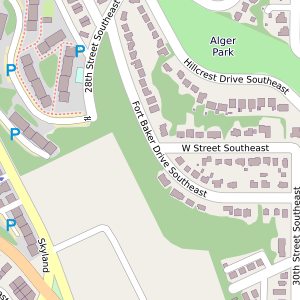 Alger
Park
P
P
28th Street Southeast
Hillcrest Drive Southeast
Fort Baker Drive Southeast
P
W Street Southeast
P
Skyland
30th Street Southeast